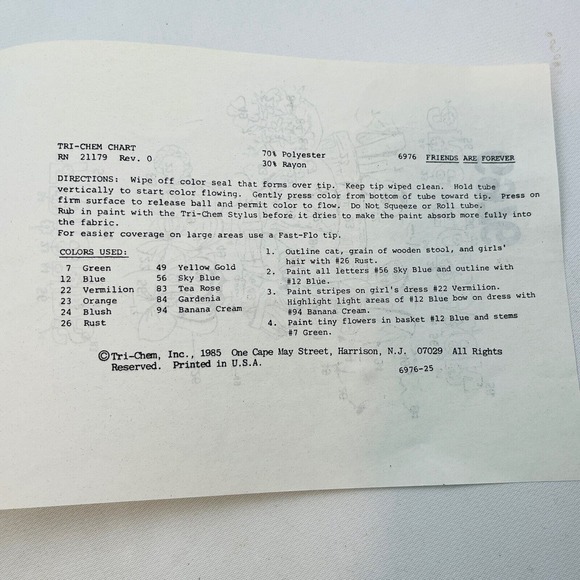 TRI-CHEM CHART
RN 21179 Rev. 0
70% Polyester
30% Rayon
6976 FRIENDS ARE FOREVER
DIRECTIONS: Wipe off color seal that forms over tip. Keep tip wiped clean. Hold tube
vertically to start color flowing. Gently press color from bottom of tube toward tip. Press on
firm surface to release ball and permit color to flow. Do Not Squeeze or Roll tube.
Rub in paint with the Tri-Chem Stylus before it dries to make the paint absorb more fully into
the fabric.
For easier coverage on large areas use a Fast-Flo tip.
COLORS USED:
7 Green
12 Blue
22 Vermilion
23 Orange
24 Blush
26 Rust
49 Yellow Gold
56 Sky Blue
83 Tea Rose
84 Gardenia
94 Banana Cream
1. Outline cat, grain of wooden stool, and girls'
hair with #26 Rust.
2. Paint all letters #56 Sky Blue and outline with
#12 Blue.
3. Paint stripes on girl's dress #22 Vermilion.
Highlight light areas of #12 Blue bow on dress with
#94 Banana Cream.
4. Paint tiny flowers in basket #12 Blue and stems
#7 Green.
©Tri-Chem, Inc., 1985 One Cape May Street, Harrison, N.J. 07029 All Rights
Reserved. Printed in U.S.A.
6976-25